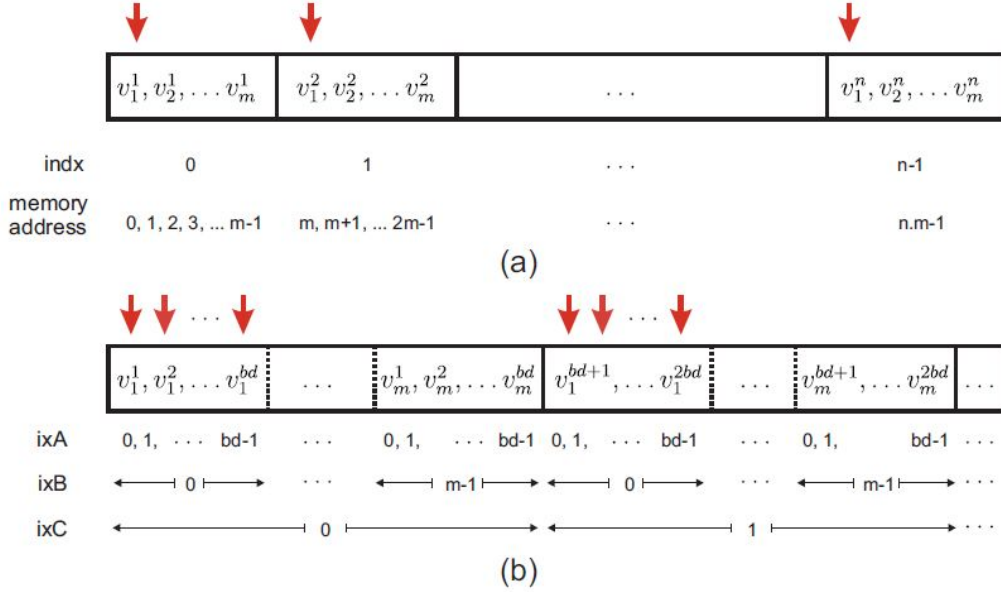 v_1^1, v_2^1, ... v_m^1 v_1^2, v_2^2, ... v_m^2 ... v_1^n, v_2^n, ... v_m^n
indx 0 1 ... n-1
memory address 0, 1, 2, 3, ... m-1 m, m+1, ... 2m-1 ... n.m-1
(a)
... ...
v_1^1, v_1^2, ... v_1^{bd} ... v_m^1, v_m^2, ... v_m^{bd} v_1^{bd+1}, ... v_1^{2bd} ... v_m^{bd+1}, ... v_m^{2bd} ...
ixA 0, 1, ... bd-1 ... 0, 1, ... bd-1 0, 1, ... bd-1 ... 0, 1, bd-1 ...
ixB 0 ... m-1 0 ... m-1 ...
ixC 0 1 ...
(b)